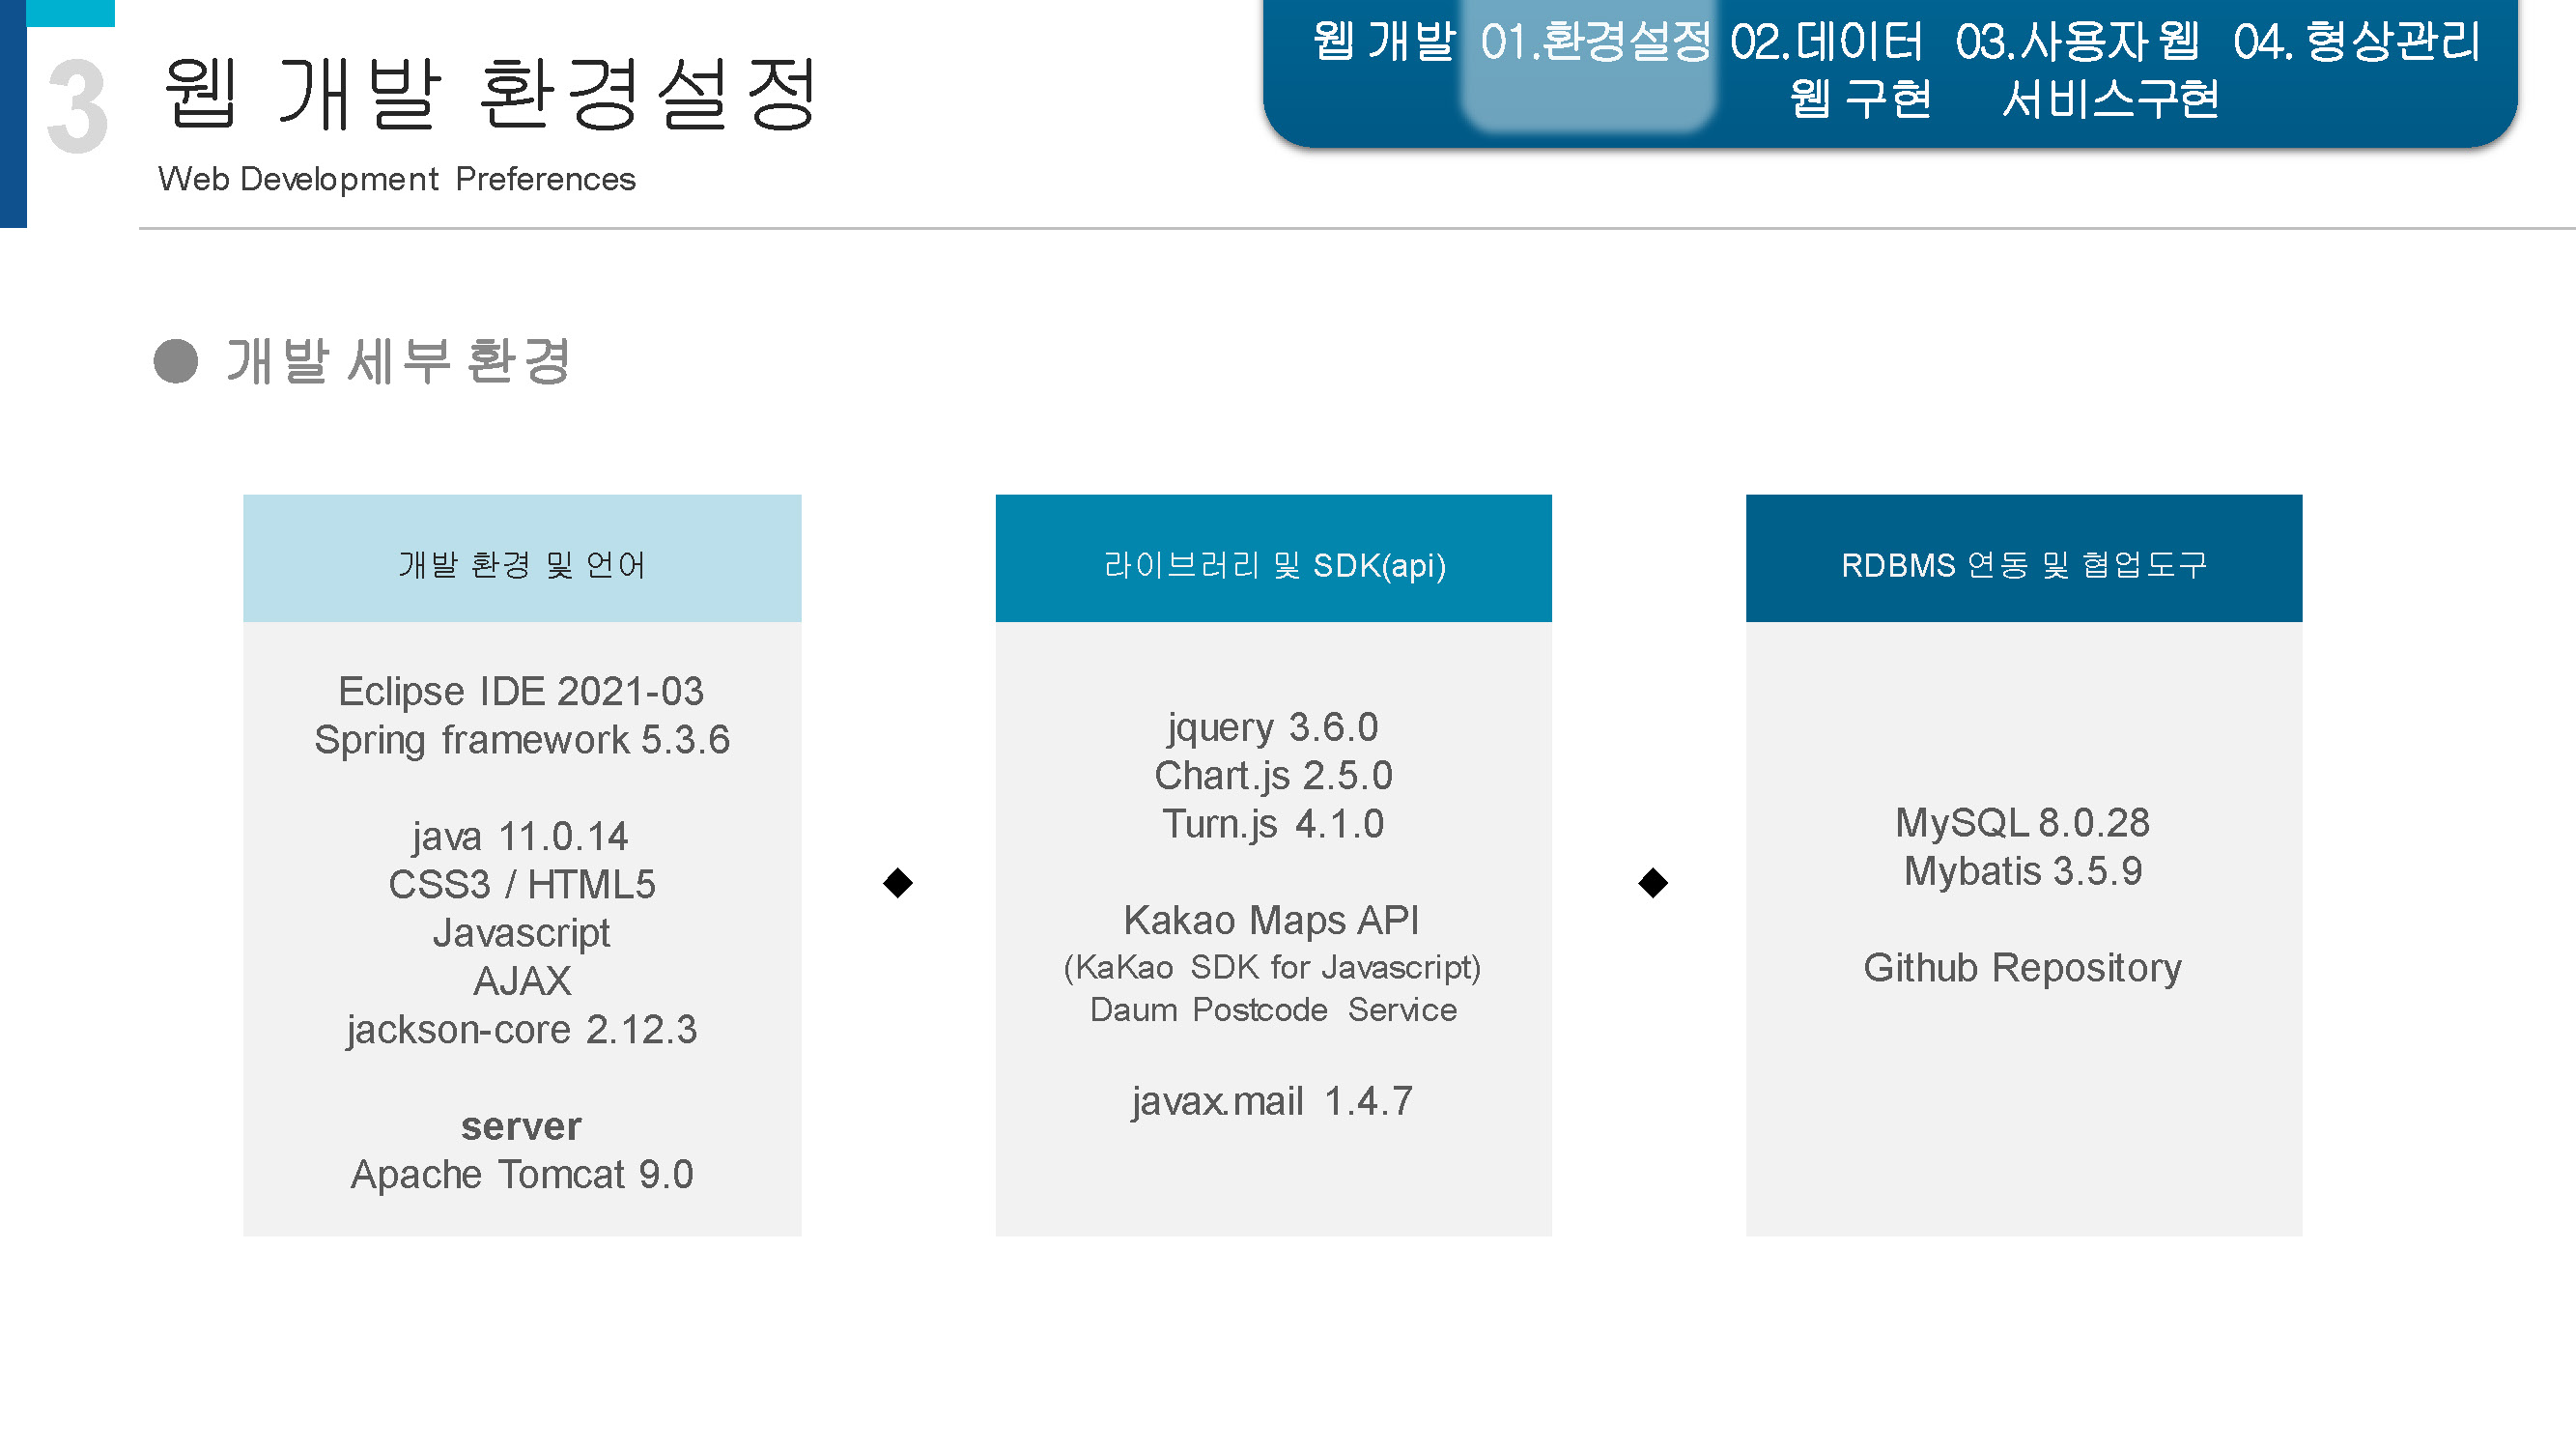 3
웹 개발 환경설정
Web Development Preferences
웹 개발 01.환경설정 02.데이터 03.사용자 웹 04. 형상관리
웹 구현 서비스구현
● 개발 세부 환경
개발 환경 및 언어
Eclipse IDE 2021-03
Spring framework 5.3.6
java 11.0.14
CSS3 / HTML5
Javascript
AJAX
jackson-core 2.12.3
server
Apache Tomcat 9.0
◆
라이브러리 및 SDK(api)
jquery 3.6.0
Chart.js 2.5.0
Turn.js 4.1.0
Kakao Maps API
(KaKao SDK for Javascript)
Daum Postcode Service
javax.mail 1.4.7
◆
RDBMS 연동 및 협업도구
MySQL 8.0.28
Mybatis 3.5.9
Github Repository